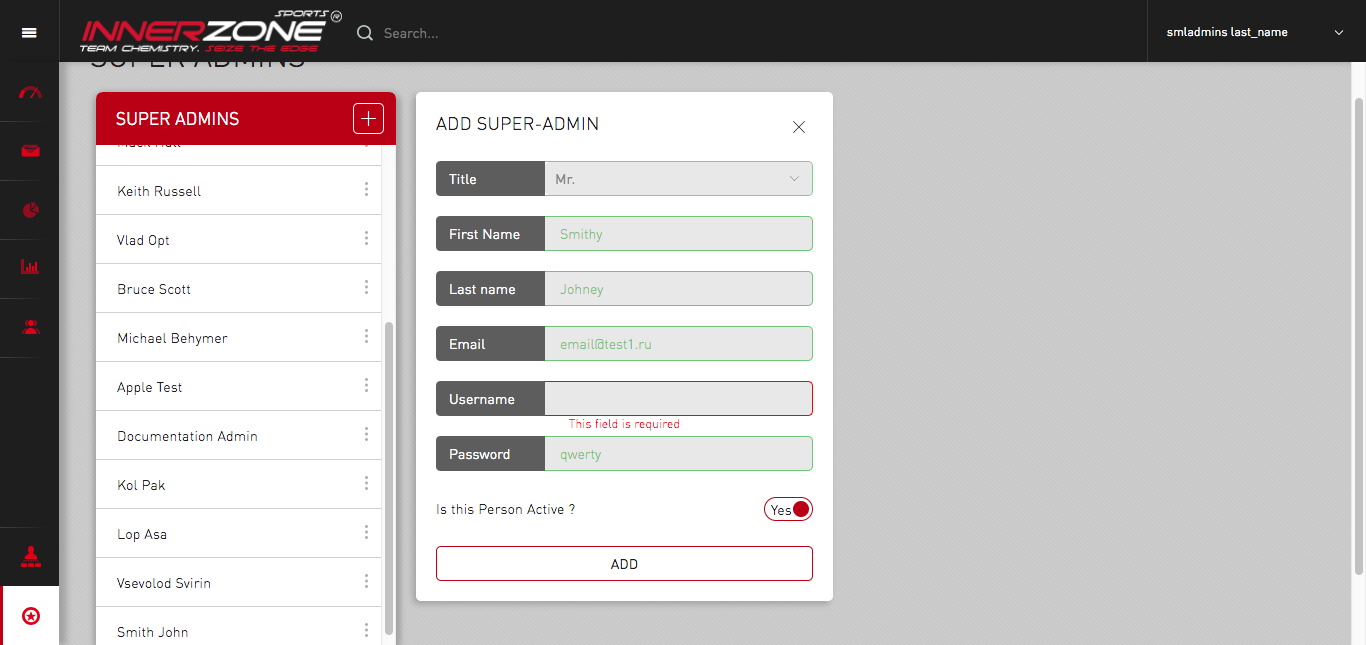 SPORTS ®
INNERZONE
TEAM CHEMISTRY. SEIZE THE EDGE
Search...
smladmins last_name
SUPER ADMINS
SUPER ADMINS
ADD SUPER-ADMIN
Mack Hall
Title
Mr.
Keith Russell
First Name
Smithy
Vlad Opt
Last name
Johney
Bruce Scott
Email
email@test1.ru
Michael Behymer
Username
This field is required
Apple Test
Password
qwerty
Documentation Admin
Is this Person Active ?
Yes
Kol Pak
ADD
Lop Asa
Vsevolod Svirin
Smith John